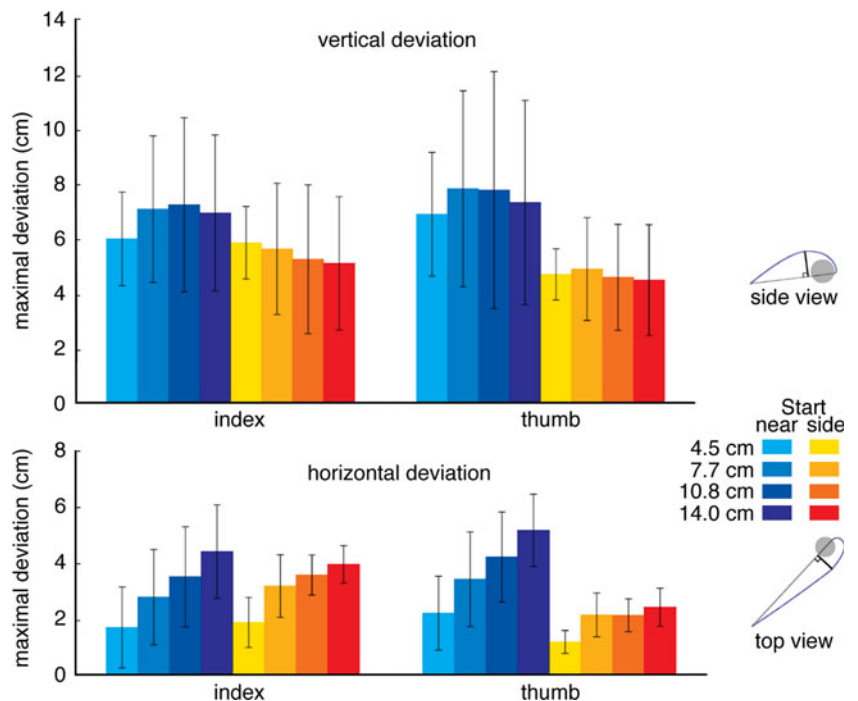 vertical deviation
maximal deviation (cm)
14
12
10
8
6
4
2
0
index thumb
side view
horizontal deviation
maximal deviation (cm)
8
6
4
2
0
index thumb
Start
near side
4.5 cm
7.7 cm
10.8 cm
14.0 cm
top view